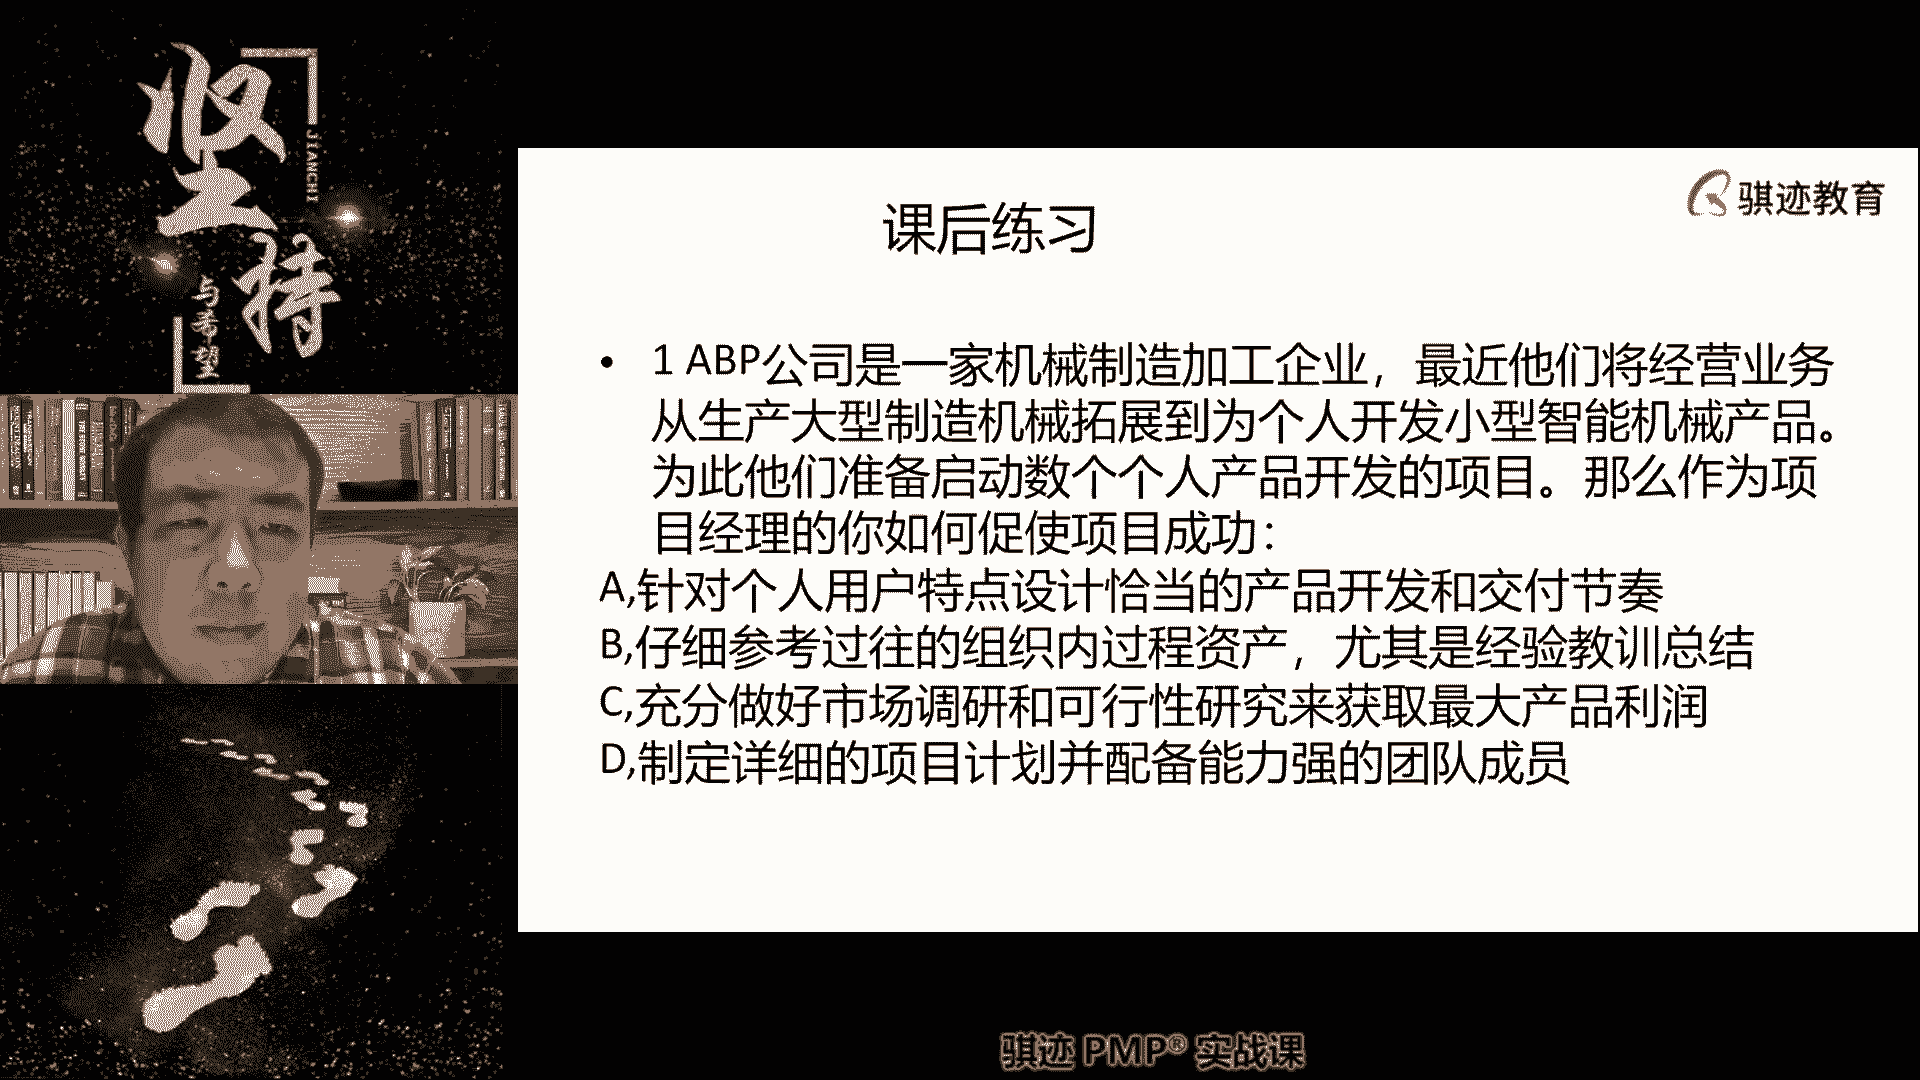 坚持
JIANCHI
与希望
骐迹教育
课后练习
• 1 ABP公司是一家机械制造加工企业，最近他们将经营业务
从生产大型制造机械拓展到为个人开发小型智能机械产品。
为此他们准备启动数个个人产品开发的项目。那么作为项
目经理的你如何促使项目成功：
A,针对个人用户特点设计恰当的产品开发和交付节奏
B,仔细参考过往的组织内过程资产，尤其是经验教训总结
C,充分做好市场调研和可行性研究来获取最大产品利润
D,制定详细的项目计划并配备能力强的团队成员
骐迹 PMP® 实战课